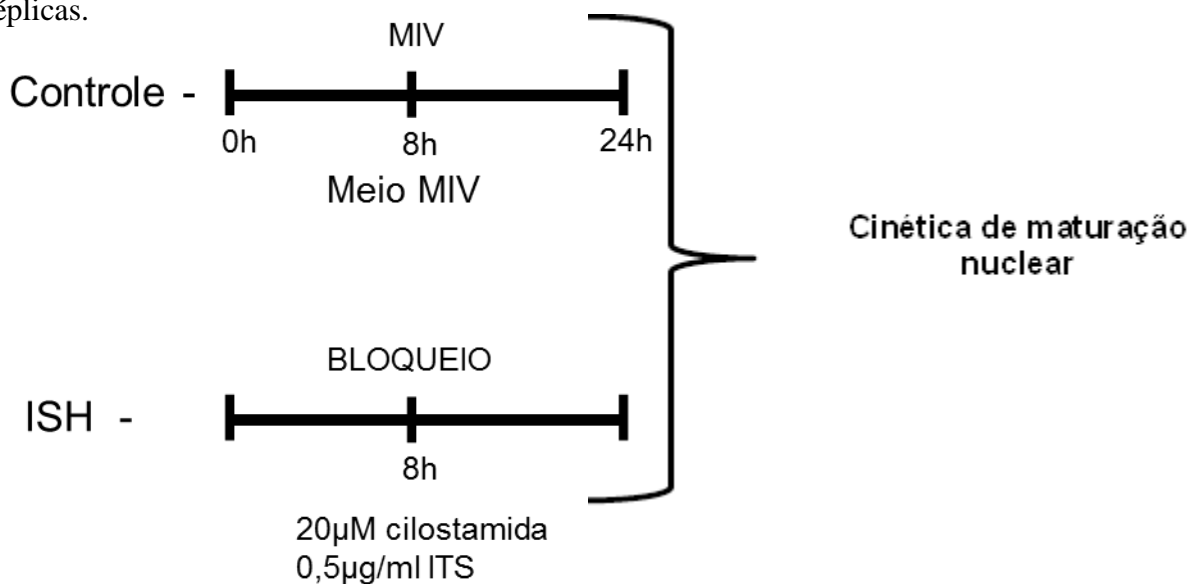 éplicas.
MIV
Controle -
0h
8h
24h
Meio MIV
Cinética de maturação
nuclear
BLOQUEIO
ISH -
8h
20µM cilostamida
0,5µg/ml ITS